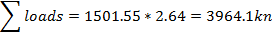 ∑ loads = 1501.55 * 2.64 = 3964.1kn